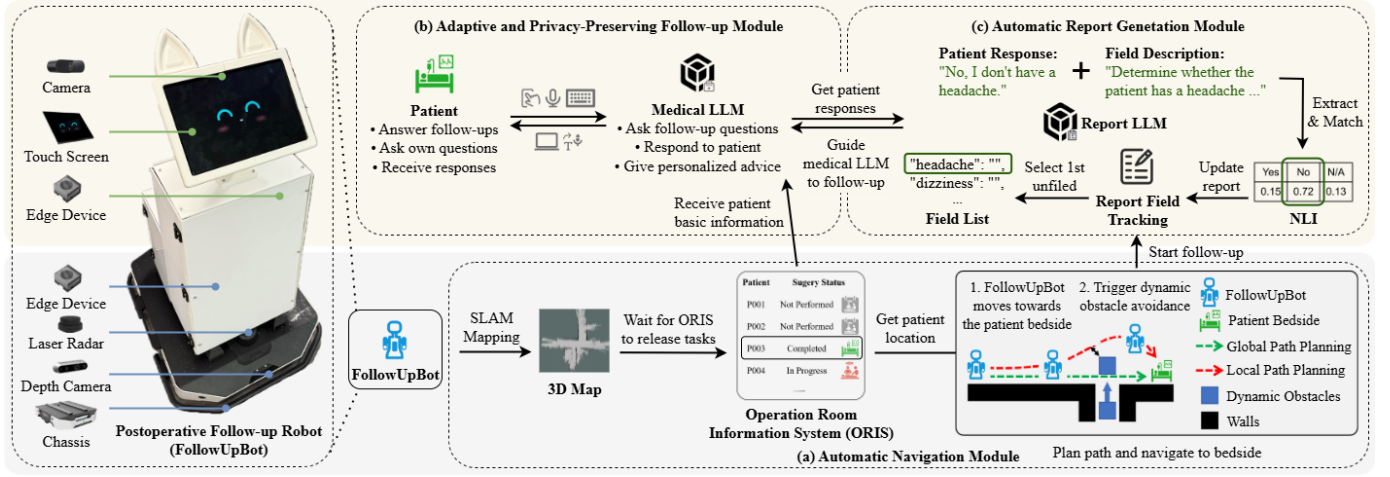 Camera
Touch Screen
Edge Device
Edge Device
Laser Radar
Depth Camera
Chassis
Postoperative Follow-up Robot
(FollowUpBot)
FollowUpBot
(b) Adaptive and Privacy-Preserving Follow-up Module
Patient
• Answer follow-ups
• Ask own questions
• Receive responses
T
Medical LLM
• Ask follow-up questions
• Respond to patient
• Give personalized advice
Get patient
responses
Guide
medical LLM
to follow-up
Receive patient
basic information
(c) Automatic Report Genetation Module
Patient Response:
"No, I don't have a
headache."
+
Field Description:
"Determine whether the
patient has a headache ..."
Extract
& Match
Report LLM
"headache": "",
"dizziness": "",
...
Field List
Select 1st
unfiled
Report Field
Tracking
Update
report
Yes No N/A
0.15 0.72 0.13
NLI
Start follow-up
SLAM
Mapping
3D Map
Wait for ORIS
to release tasks
Patient Sugery Status
P001 Not Performed
P002 Not Performed
P003 Completed
P004 In Progress
......
Operation Room
Information System (ORIS)
Get patient
location
1. FollowUpBot
moves towards
the patient bedside
2. Trigger dynamic
obstacle avoidance
FollowUpBot
Patient Bedside
Global Path Planning
Local Path Planning
Dynamic Obstacles
Walls
Plan path and navigate to bedside
(a) Automatic Navigation Module